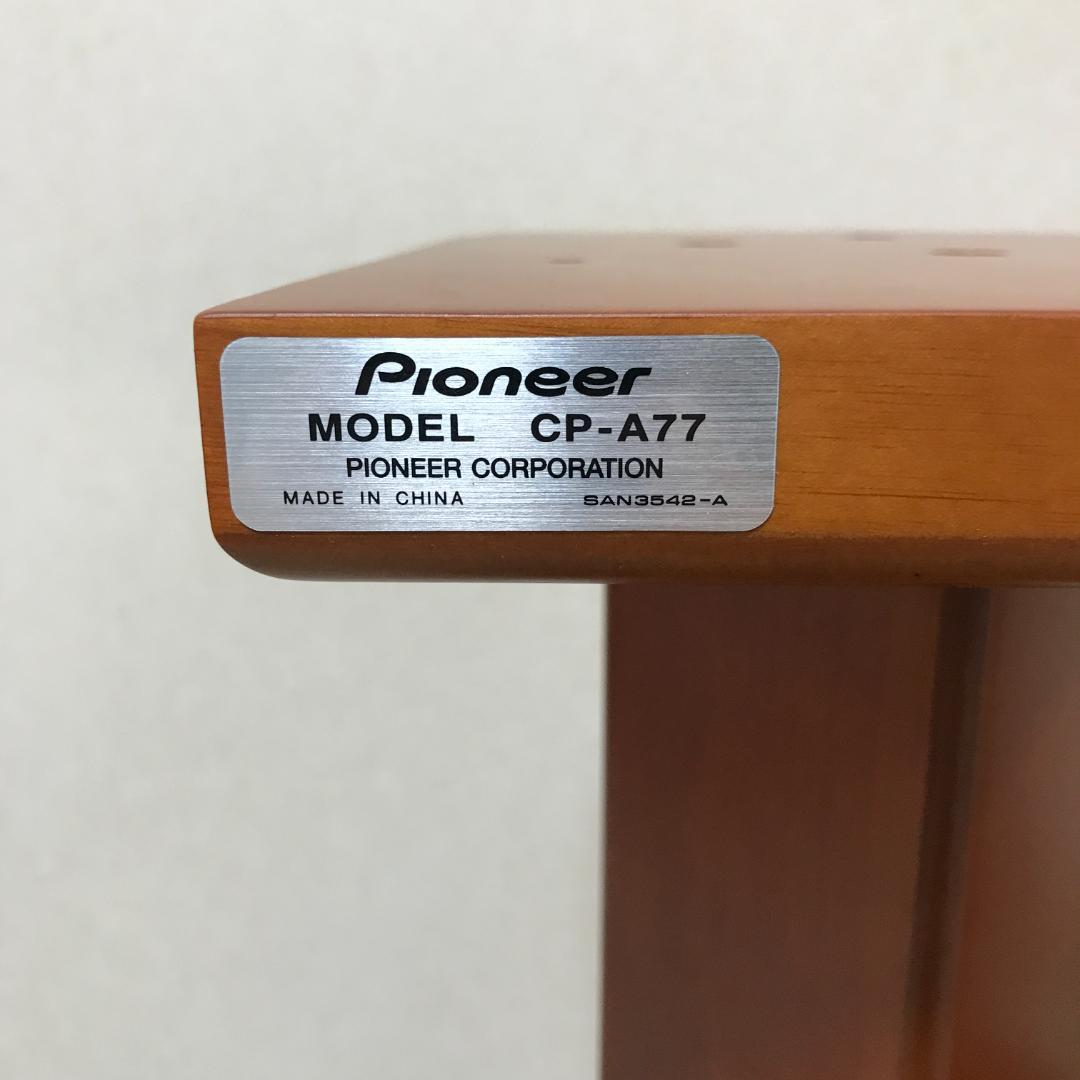 Pioneer
MODEL CP-A77
PIONEER CORPORATION
MADE IN CHINA SAN3542-A